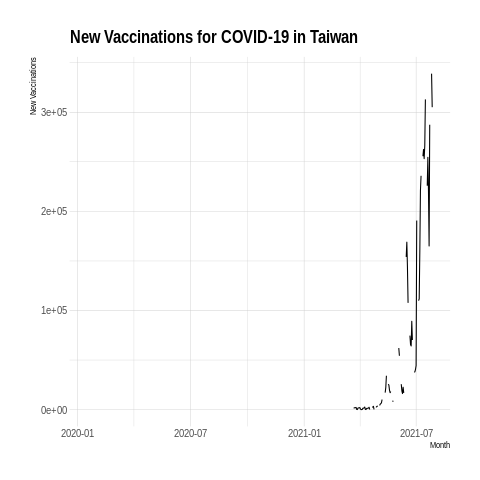 New Vaccinations for COVID-19 in Taiwan
New Vaccinations
3e+05
2e+05
1e+05
0e+00
2020-01 2020-07 2021-01 2021-07
Month